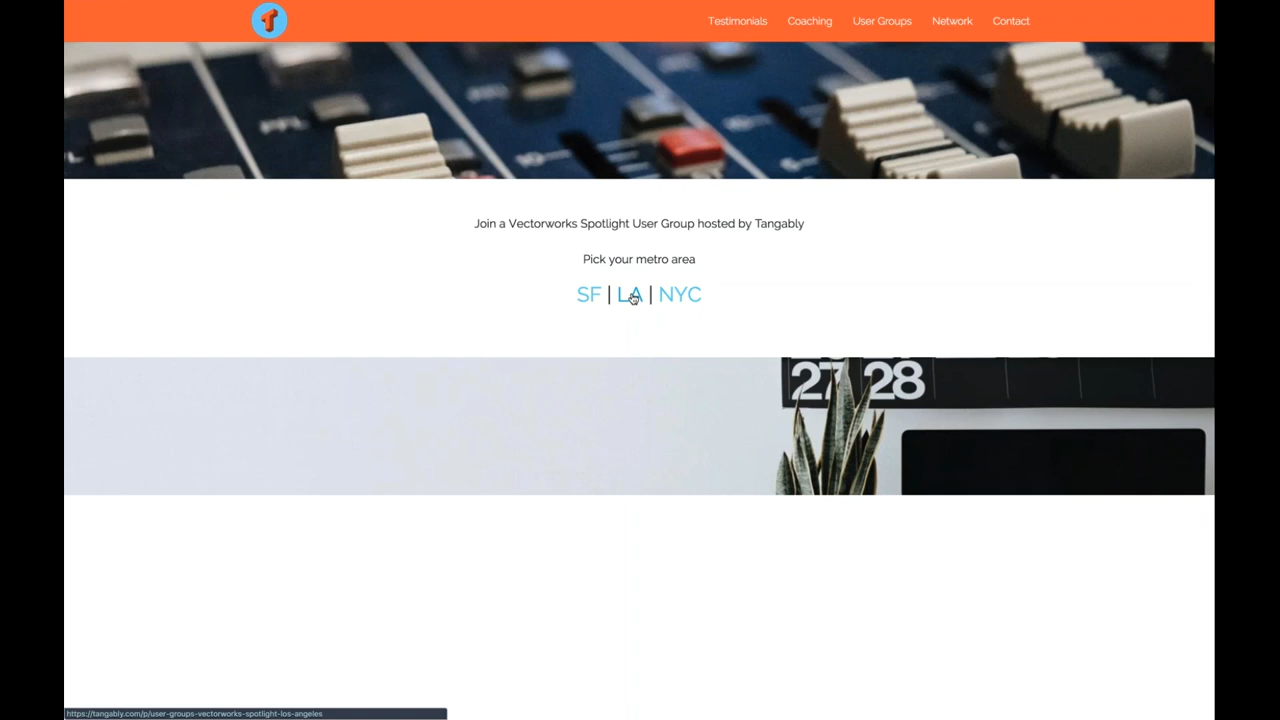 T
Testimonials Coaching User Groups Network Contact
Join a Vectorworks Spotlight User Group hosted by Tangably
Pick your metro area
SF | LA | NYC
27 28
https://tangably.com/p/user-groups-vectorworks-spotlight-los-angeles